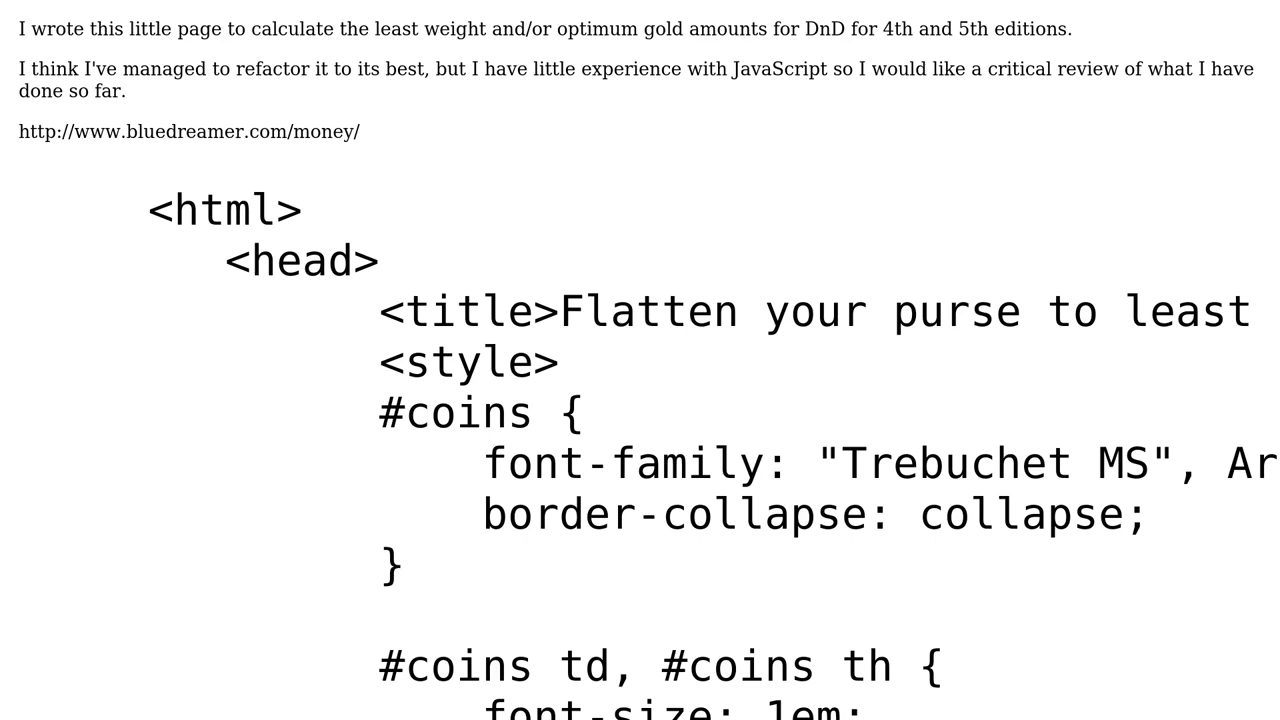 I wrote this little page to calculate the least weight and/or optimum gold amounts for DnD for 4th and 5th editions.
I think I've managed to refactor it to its best, but I have little experience with JavaScript so I would like a critical review of what I have
done so far.
http://www.bluedreamer.com/money/
<html>
<head>
<title>Flatten your purse to least
<style>
#coins {
font-family: "Trebuchet MS", Ar
border-collapse: collapse;
}
#coins td, #coins th {
font-size: 1em;